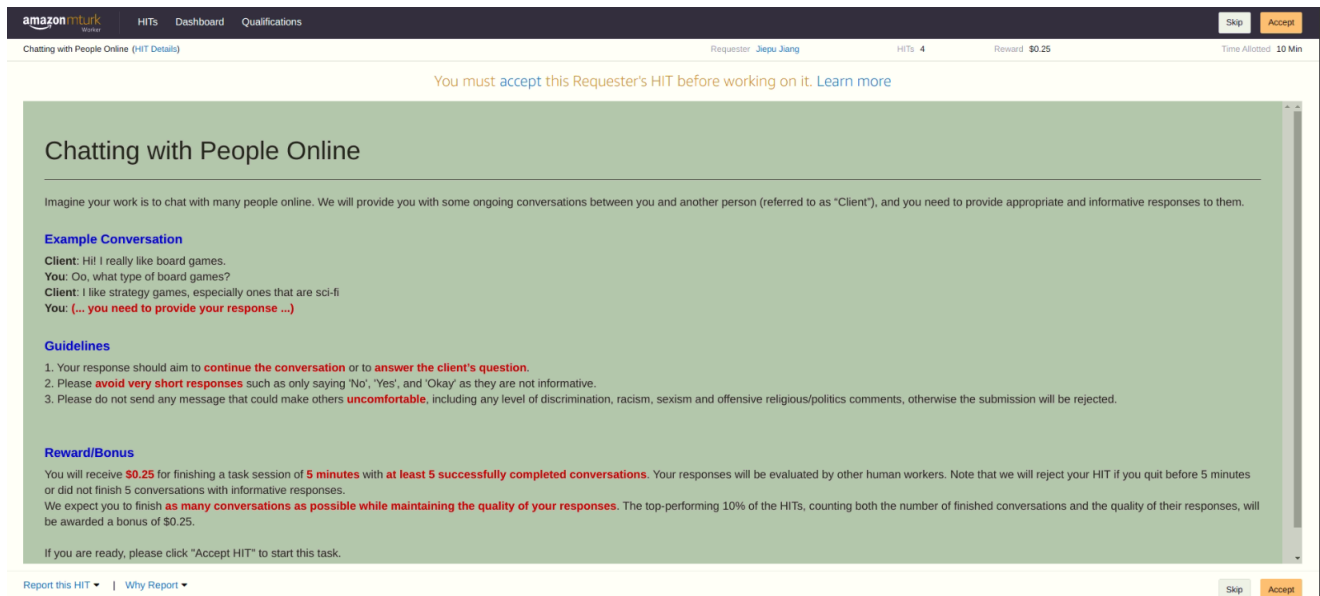 amazon mturk Worker HITs Dashboard Qualifications Skip Accept
Chatting with People Online (HIT Details) Requester Jiepu Jiang HITs 4 Reward $0.25 Time Allotted 10 Min
You must accept this Requester's HIT before working on it. Learn more
Chatting with People Online
Imagine your work is to chat with many people online. We will provide you with some ongoing conversations between you and another person (referred to as “Client”), and you need to provide appropriate and informative responses to them.
Example Conversation
Client: Hi! I really like board games.
You: Oo, what type of board games?
Client: I like strategy games, especially ones that are sci-fi
You: (... you need to provide your response ...)
Guidelines
1. Your response should aim to continue the conversation or to answer the client's question.
2. Please avoid very short responses such as only saying 'No', 'Yes', and 'Okay' as they are not informative.
3. Please do not send any message that could make others uncomfortable, including any level of discrimination, racism, sexism and offensive religious/politics comments, otherwise the submission will be rejected.
Reward/Bonus
You will receive $0.25 for finishing a task session of 5 minutes with at least 5 successfully completed conversations. Your responses will be evaluated by other human workers. Note that we will reject your HIT if you quit before 5 minutes
or did not finish 5 conversations with informative responses.
We expect you to finish as many conversations as possible while maintaining the quality of your responses. The top-performing 10% of the HITs, counting both the number of finished conversations and the quality of their responses, will
be awarded a bonus of $0.25.
If you are ready, please click "Accept HIT" to start this task.
Report this HIT | Why Report Skip Accept